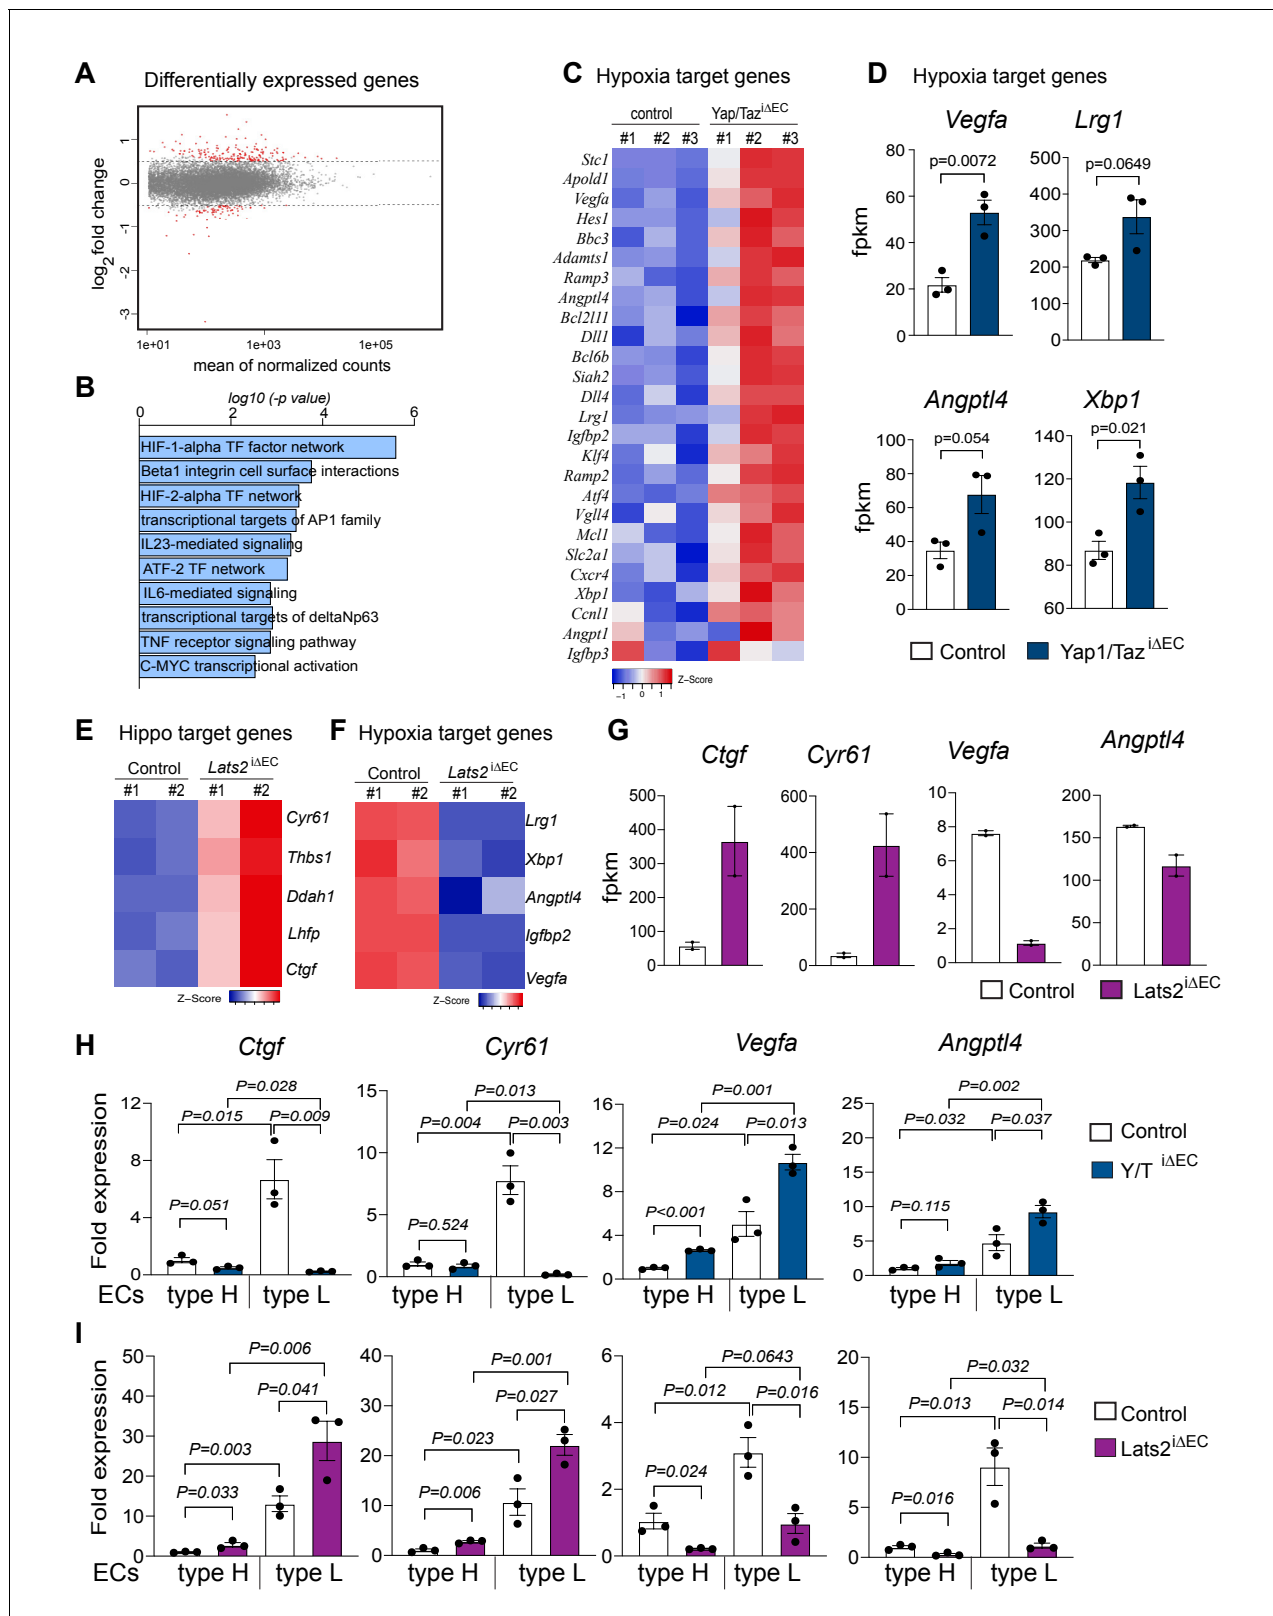 A
Differentially expressed genes
log2 fold change
1
0
-1
-2
-3
1e+01 1e+03 1e+05
mean of normalized counts
B
log10 (-p value)
0 2 4 6
HIF-1-alpha TF factor network
Beta1 integrin cell surface interactions
HIF-2-alpha TF network
transcriptional targets of AP1 family
IL23-mediated signaling
ATF-2 TF network
IL6-mediated signaling
transcriptional targets of deltaNp63
TNF receptor signaling pathway
C-MYC transcriptional activation
C Hypoxia target genes
control Yap/Taz iΔEC
#1 #2 #3 #1 #2 #3
Stc1
Apold1
Vegfa
Hes1
Bbc3
Adamts1
Ramp3
Angptl4
Bcl2l11
Dll1
Bcl6b
Siah2
Dll4
Lrg1
Igfbp2
Klf4
Ramp2
Atf4
Vgll4
Mcl1
Slc2a1
Cxcr4
Xbp1
Ccnl1
Angpt1
Igfbp3
-1 0 1
Z-Score
D Hypoxia target genes
Vegfa
fpkm
80
60
40
20
0
p=0.0072
Lrg1
500
400
300
200
100
0
p=0.0649
Angptl4
fpkm
100
80
60
40
20
0
p=0.054
Xbp1
140
120
100
80
60
p=0.021
Control Yap1/Taz iΔEC
E Hippo target genes
Control Lats2 iΔEC
#1 #2 #1 #2
Cyr61
Thbs1
Ddah1
Lhfp
Ctgf
Z-Score
F Hypoxia target genes
Control Lats2 iΔEC
#1 #2 #1 #2
Lrg1
Xbp1
Angptl4
Igfbp2
Vegfa
Z-Score
G
Ctgf
fpkm
500
400
300
200
100
0
Cyr61
600
400
200
0
Vegfa
8
6
4
2
0
Angptl4
200
150
100
50
0
Control Lats2iΔEC
H
Ctgf
Fold expression
12
8
4
0
P=0.028
P=0.015 P=0.009
P=0.051
ECs type H type L
Cyr61
15
10
5
0
P=0.013
P=0.004 P=0.003
P=0.524
type H type L
Vegfa
16
12
8
4
0
P=0.001
P=0.024 P=0.013
P<0.001
type H type L
Angptl4
25
20
15
10
5
0
P=0.002
P=0.032 P=0.037
P=0.115
type H type L
Control
Y/T iΔEC
I
Fold expression
50
40
30
20
10
0
P=0.006
P=0.041
P=0.003
P=0.033
ECs type H type L
40
30
20
10
0
P=0.001
P=0.027
P=0.023
P=0.006
type H type L
6
4
2
0
P=0.0643
P=0.012 P=0.016
P=0.024
type H type L
20
15
10
5
0
P=0.032
P=0.013 P=0.014
P=0.016
type H type L
Control
Lats2iΔEC